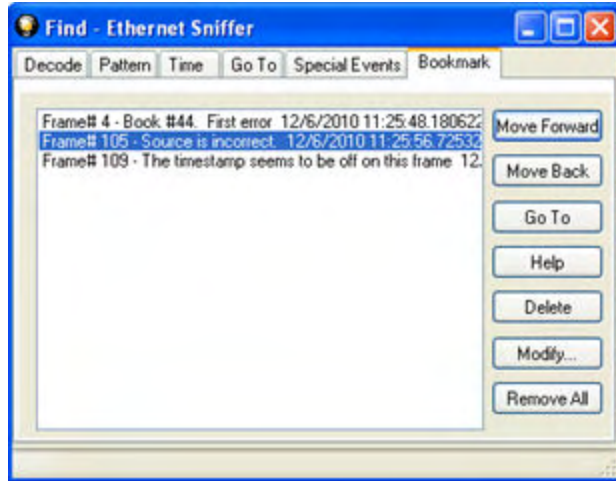 Find - Ethernet Sniffer
Decode Pattern Time Go To Special Events Bookmark
Frame# 4 - Book #44. First error 12/6/2010 11:25:48.180622
Frame# 105 - Source is incorrect. 12/6/2010 11:25:56.72532
Frame# 109 - The timestamp seems to be off on this frame 12.
Move Forward
Move Back
Go To
Help
Delete
Modify...
Remove All